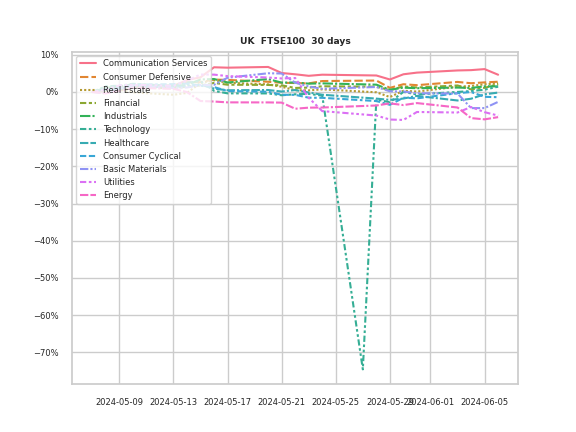 UK  FTSE100  30 days
10%
0%
−10%
−20%
−30%
−40%
−50%
−60%
−70%
Communication Services
Consumer Defensive
Real Estate
Financial
Industrials
Technology
Healthcare
Consumer Cyclical
Basic Materials
Utilities
Energy
2024-05-09 2024-05-13 2024-05-17 2024-05-21 2024-05-25 2024-05-29 2024-06-01 2024-06-05